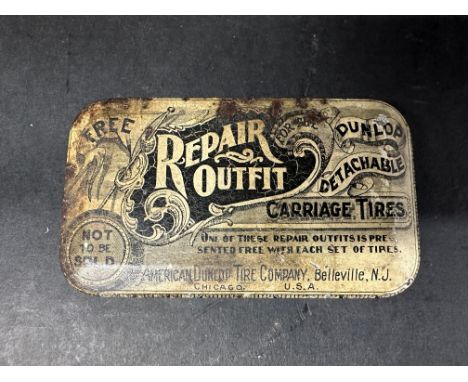 FREE
REPAIR
OUTFIT
FOR THE
DUNLOP
DETACHABLE
CARRIAGE TIRES
NOT
TO BE
SOLD
ONE OF THESE REPAIR OUTFITS IS PRE-
SENTED FREE WITH EACH SET OF TIRES.
AMERICAN DUNLOP TIRE COMPANY, Belleville, N.J.
CHICAGO. U.S.A.